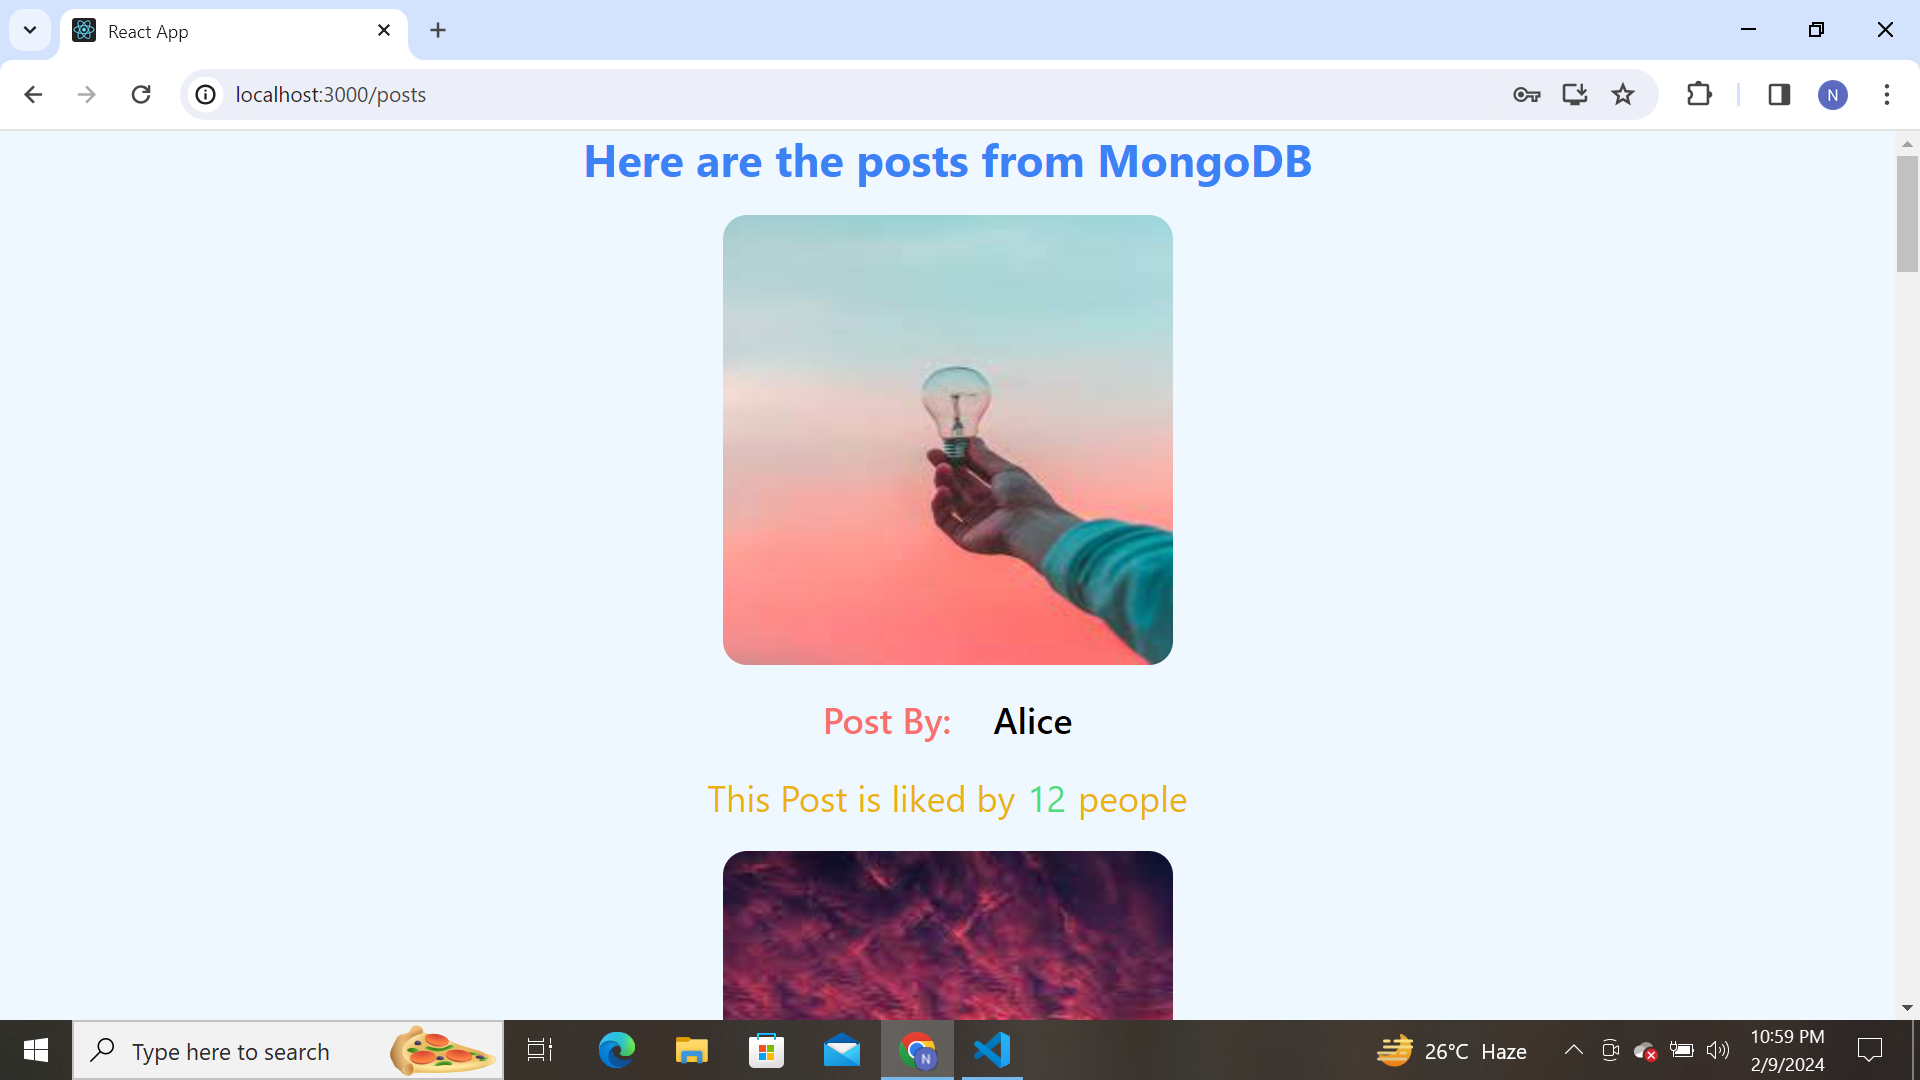 React App
localhost:3000/posts
N
Here are the posts from MongoDB
Post By: Alice
This Post is liked by 12 people
Type here to search
N
26°C Haze
10:59 PM
2/9/2024